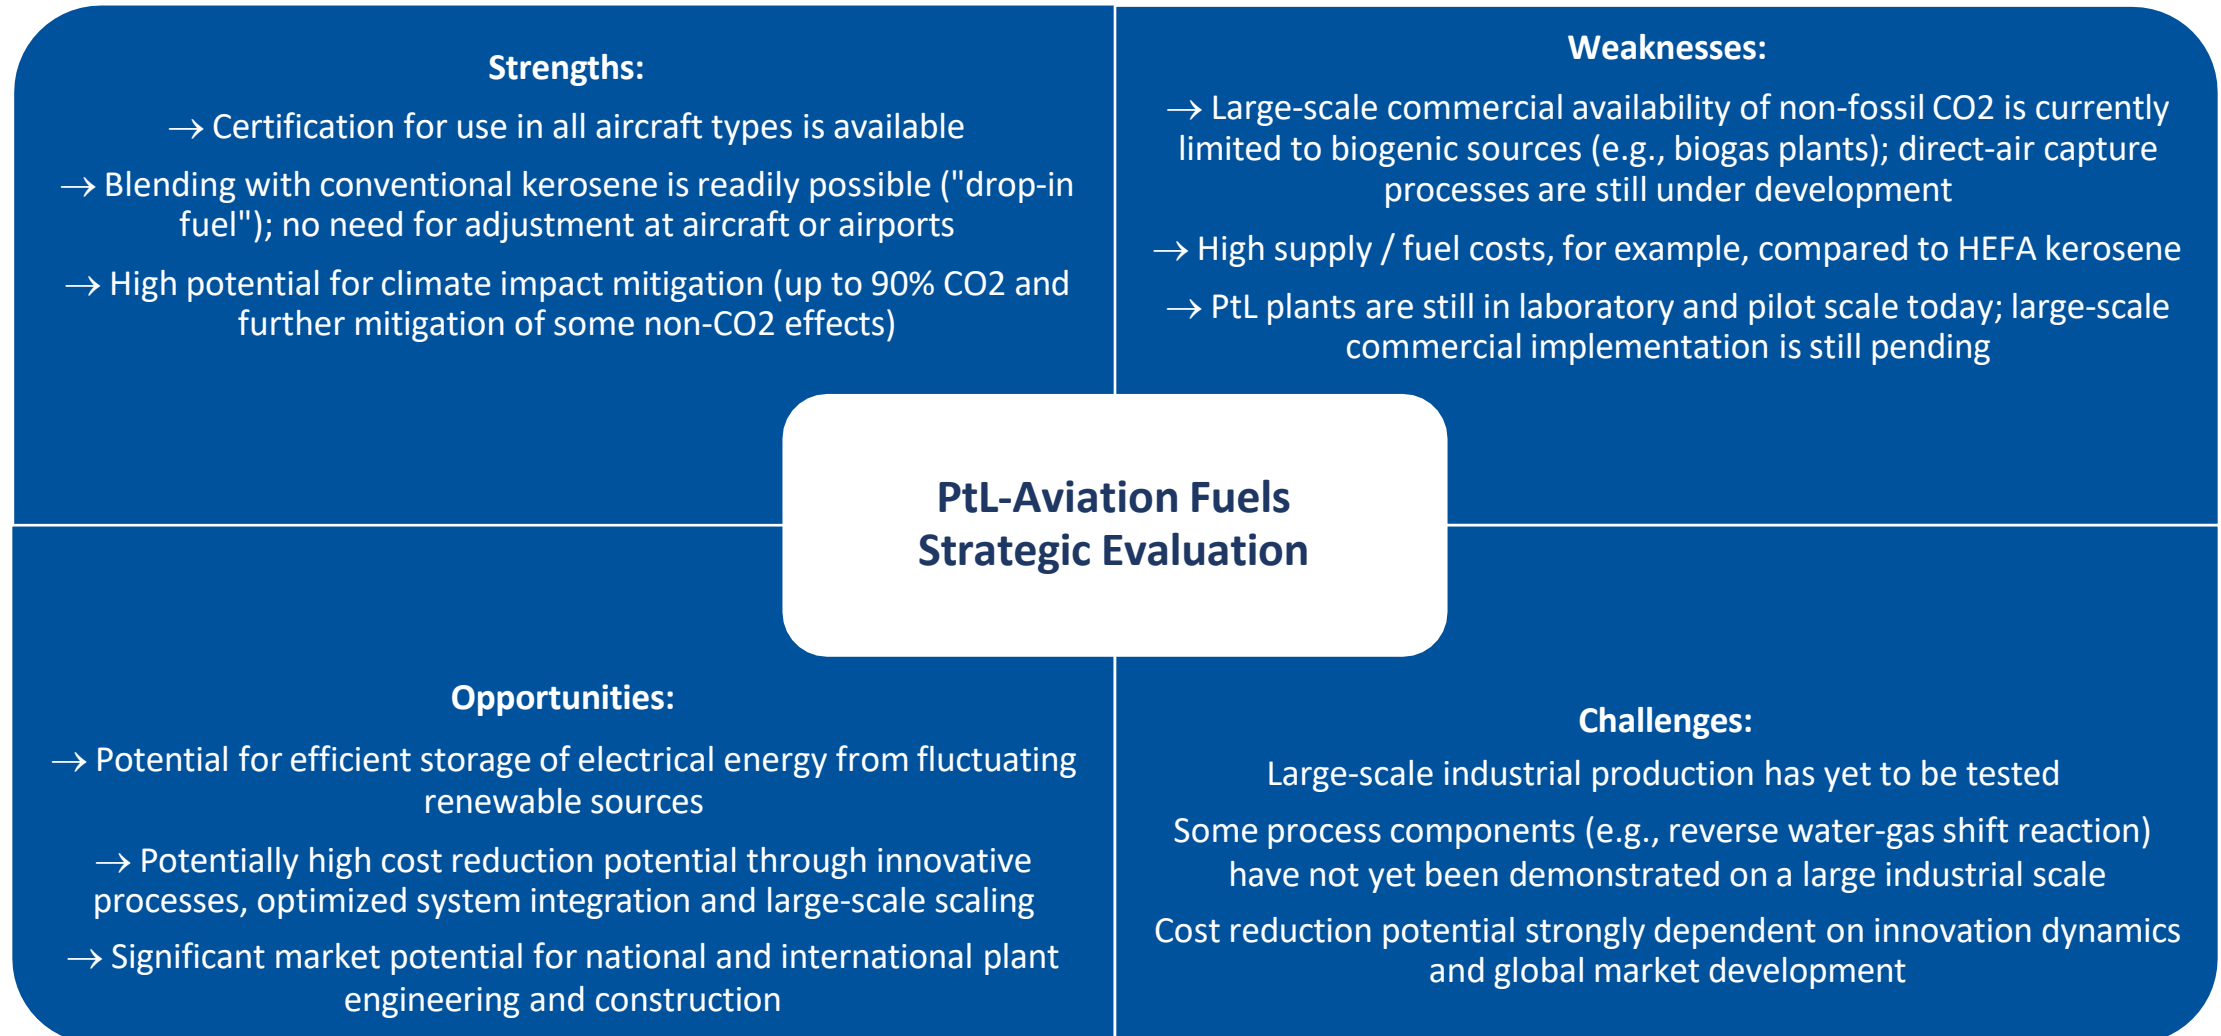 Strengths:
→ Certification for use in all aircraft types is available
→ Blending with conventional kerosene is readily possible ("drop-in
fuel"); no need for adjustment at aircraft or airports
→ High potential for climate impact mitigation (up to 90% CO2 and
further mitigation of some non-CO2 effects)
Weaknesses:
→ Large-scale commercial availability of non-fossil CO2 is currently
limited to biogenic sources (e.g., biogas plants); direct-air capture
processes are still under development
→ High supply / fuel costs, for example, compared to HEFA kerosene
→ PtL plants are still in laboratory and pilot scale today; large-scale
commercial implementation is still pending
PtL-Aviation Fuels
Strategic Evaluation
Opportunities:
→ Potential for efficient storage of electrical energy from fluctuating
renewable sources
→ Potentially high cost reduction potential through innovative
processes, optimized system integration and large-scale scaling
→ Significant market potential for national and international plant
engineering and construction
Challenges:
Large-scale industrial production has yet to be tested
Some process components (e.g., reverse water-gas shift reaction)
have not yet been demonstrated on a large industrial scale
Cost reduction potential strongly dependent on innovation dynamics
and global market development